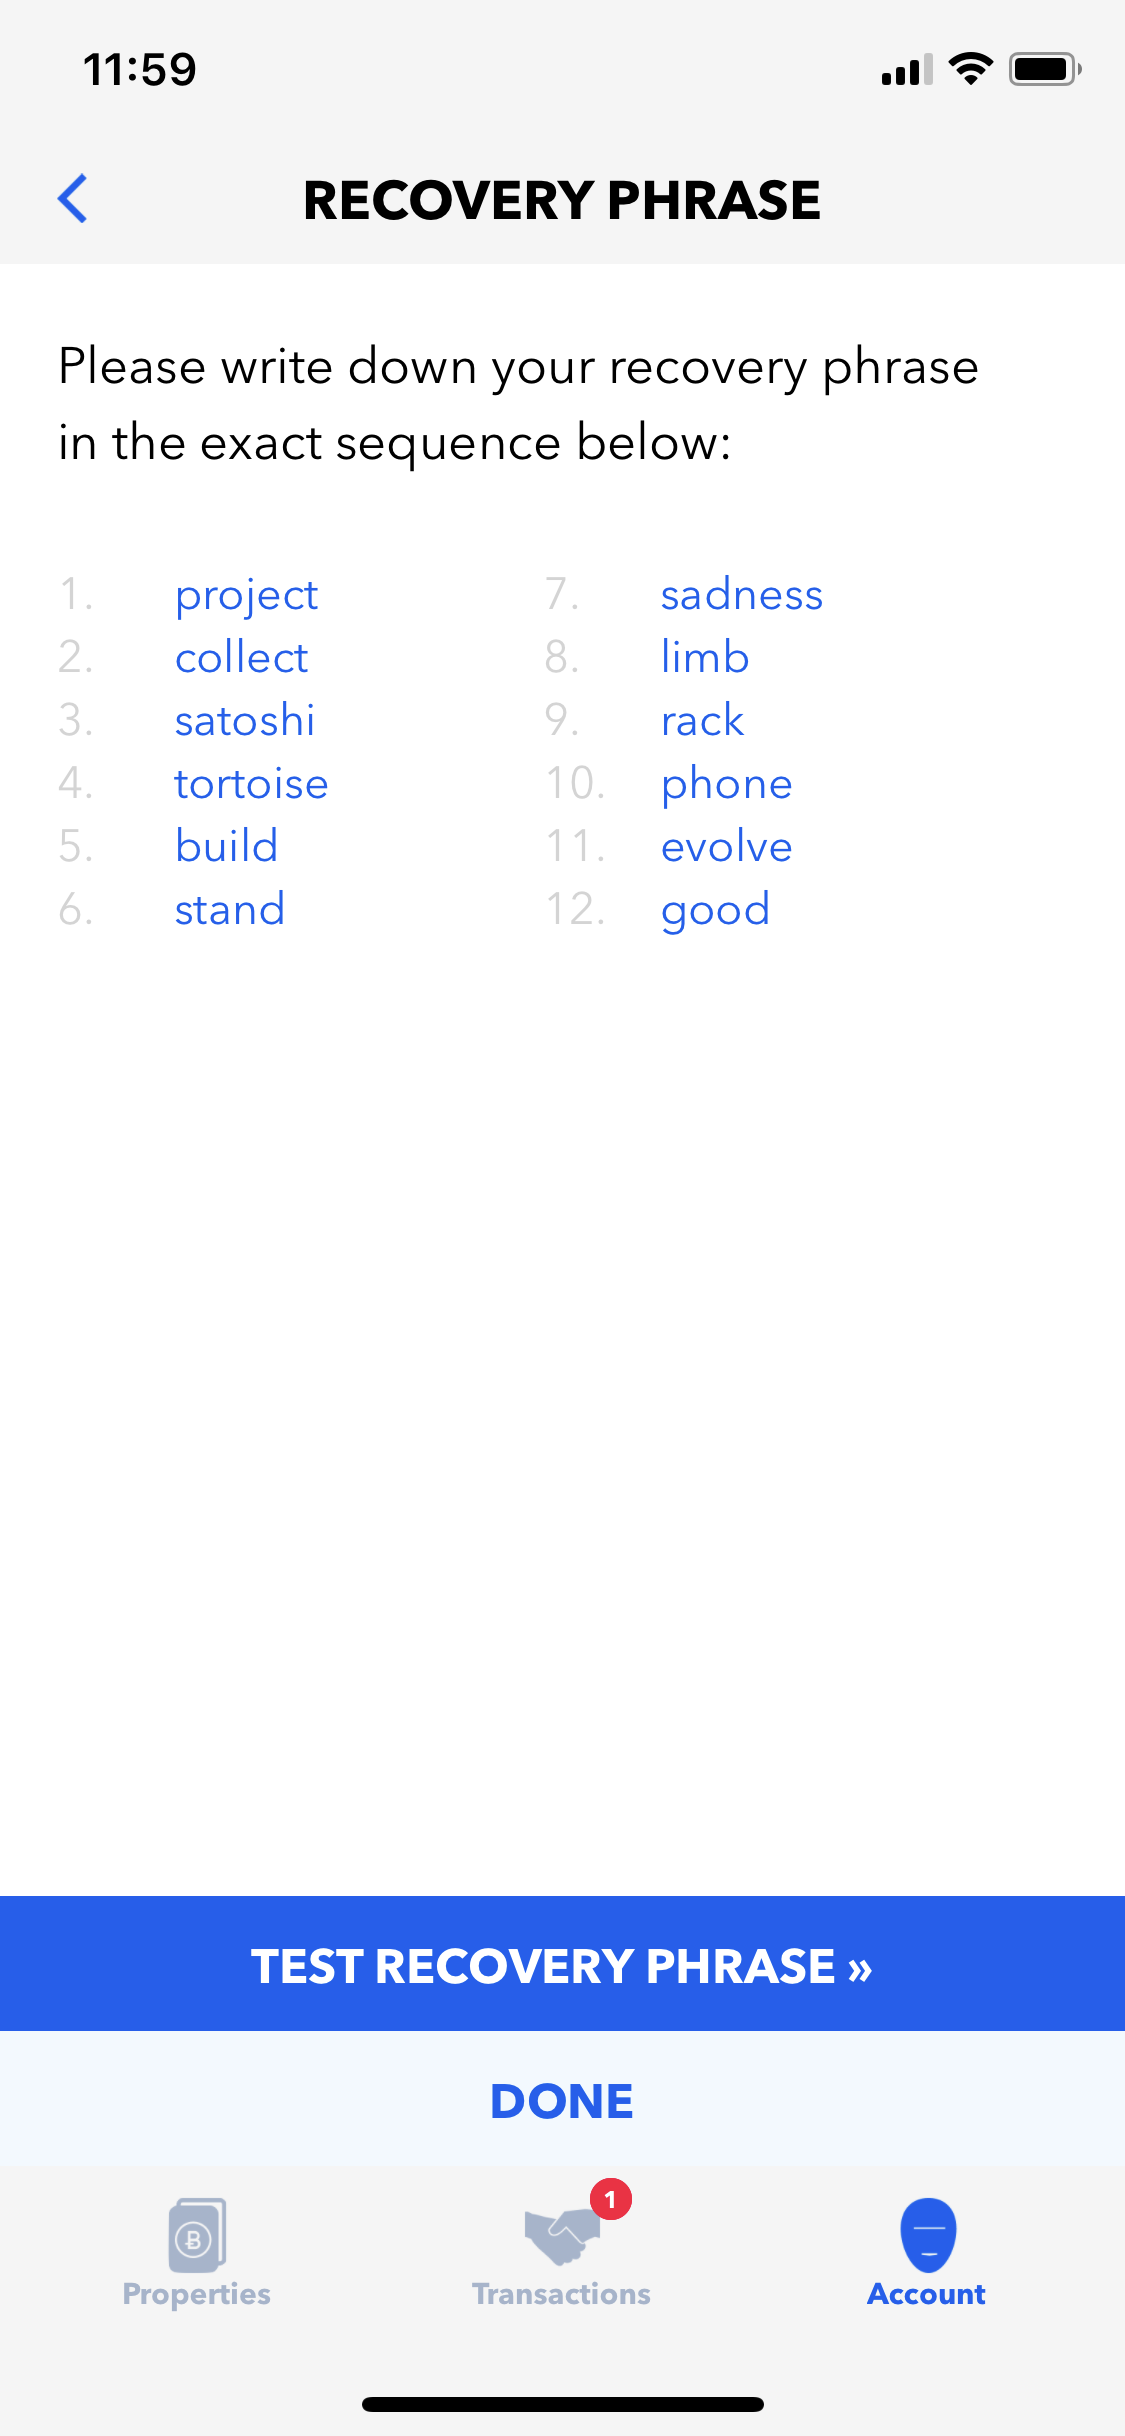 11:59
RECOVERY PHRASE
Please write down your recovery phrase
in the exact sequence below:
1. project
2. collect
3. satoshi
4. tortoise
5. build
6. stand
7. sadness
8. limb
9. rack
10. phone
11. evolve
12. good
TEST RECOVERY PHRASE »
DONE
1
Properties
Transactions
Account